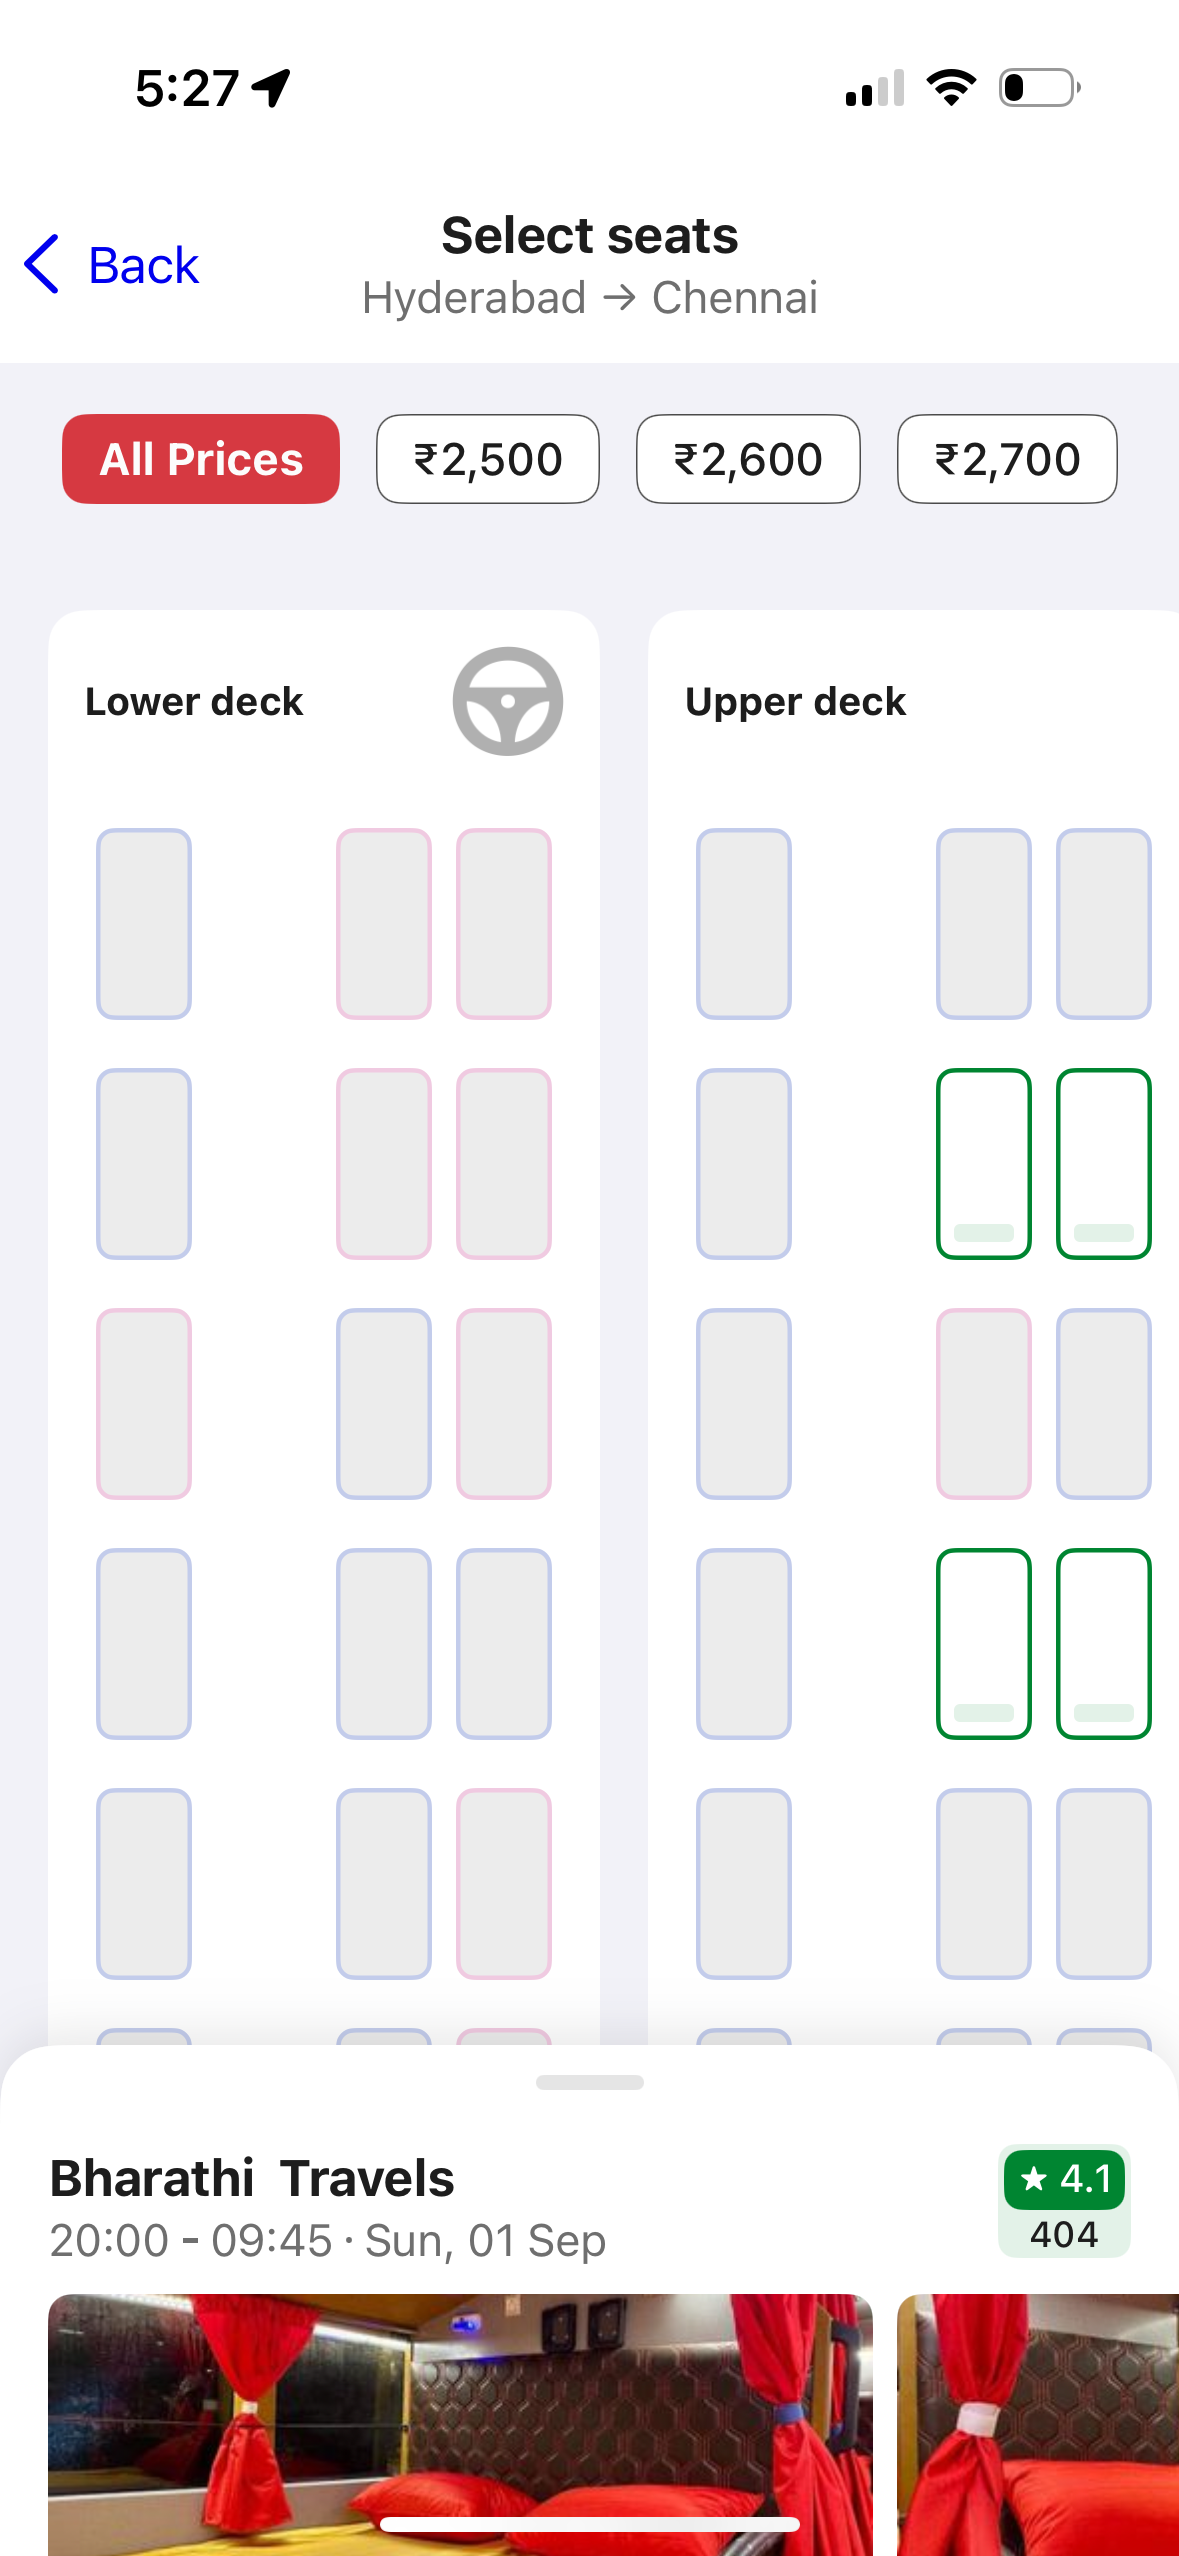 5:27
Back
Select seats
Hyderabad → Chennai
All Prices
₹2,500
₹2,600
₹2,700
Lower deck
Upper deck
Bharathi  Travels
20:00 - 09:45 · Sun, 01 Sep
★ 4.1
404